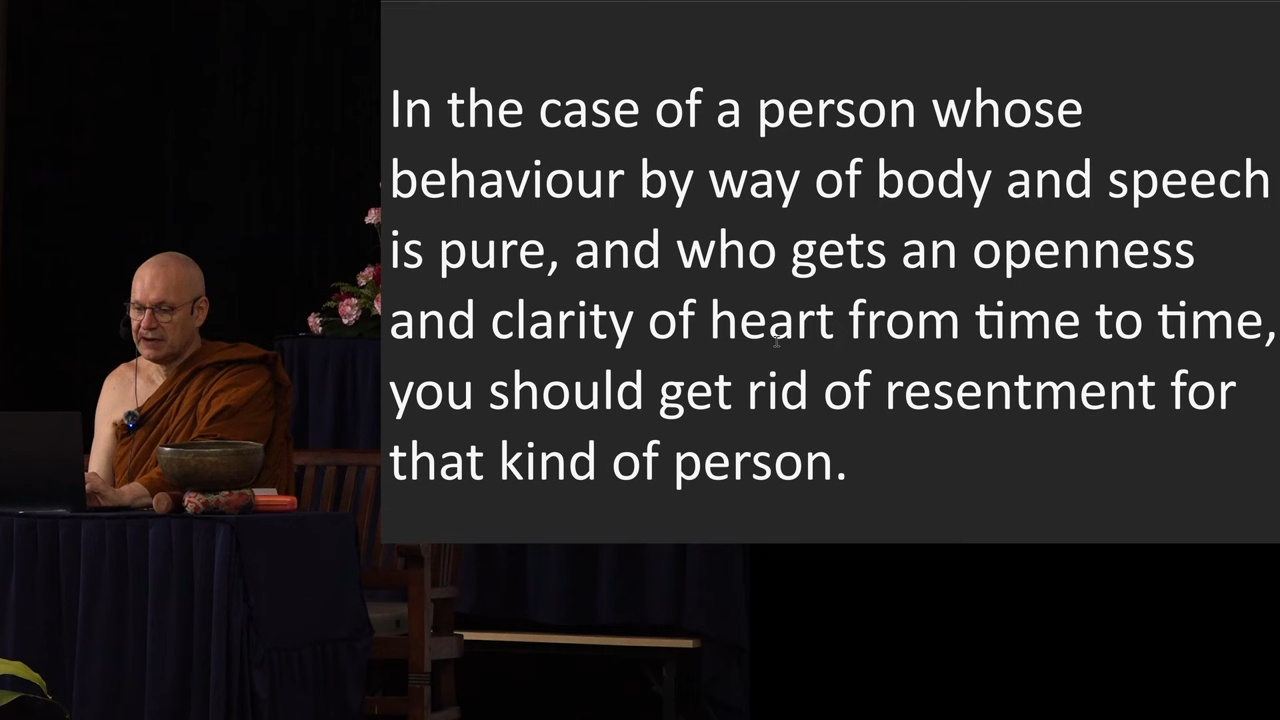 In the case of a person whose
behaviour by way of body and speech
is pure, and who gets an openness
and clarity of heart from time to time,
you should get rid of resentment for
that kind of person.